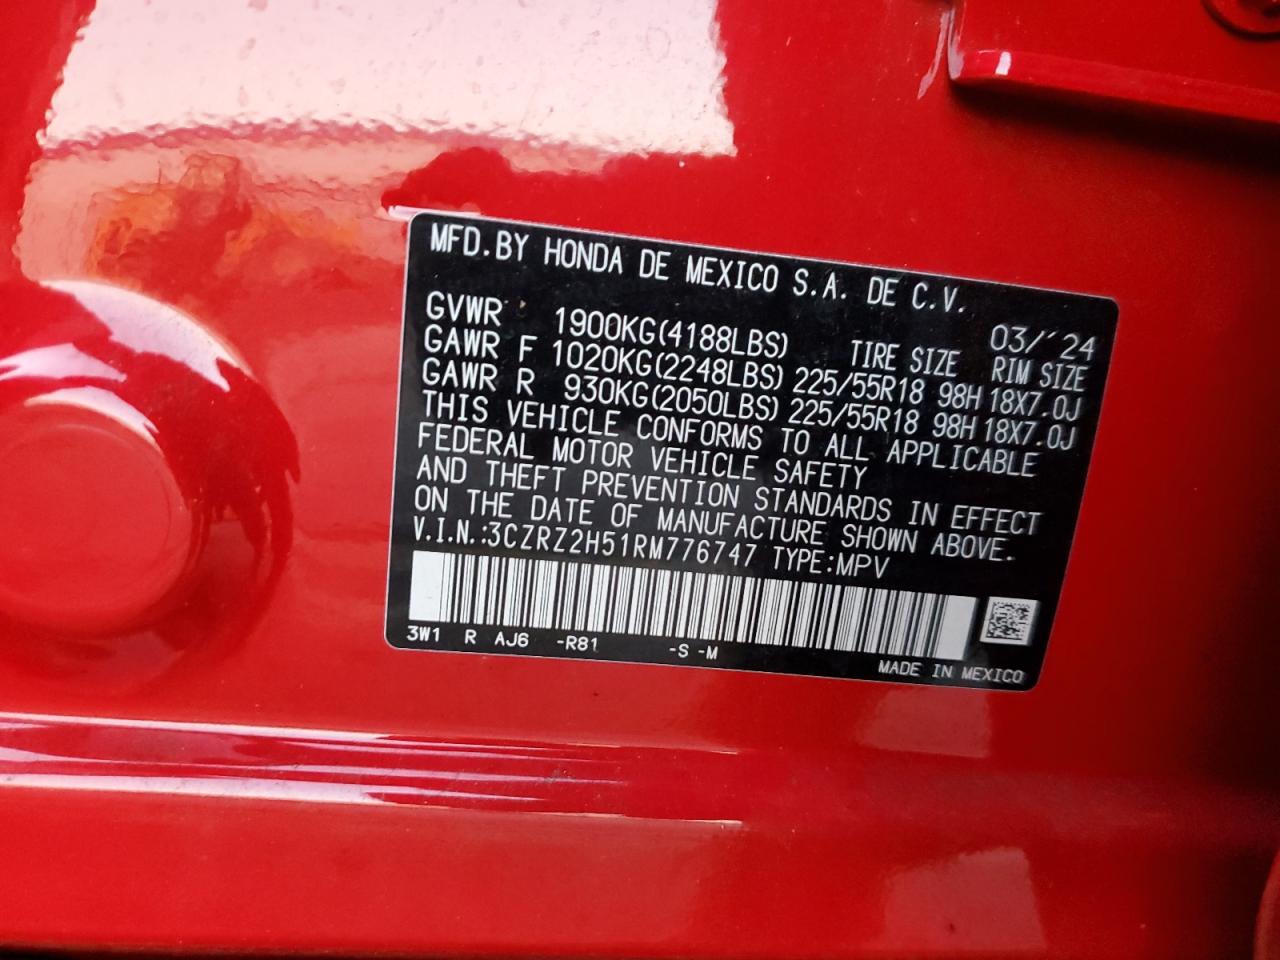 MFD.BY HONDA DE MEXICO S.A. DE C.V.
03/ 24
GVWR 1900KG(4188LBS) TIRE SIZE RIM SIZE
GAWR F 1020KG(2248LBS) 225/55R18 98H 18X7.0J
GAWR R 930KG(2050LBS) 225/55R18 98H 18X7.0J
THIS VEHICLE CONFORMS TO ALL APPLICABLE
FEDERAL MOTOR VEHICLE SAFETY
AND THEFT PREVENTION STANDARDS IN EFFECT
ON THE DATE OF MANUFACTURE SHOWN ABOVE.
V.I.N.:3CZRZ2H51RM776747 TYPE:MPV
3W1 R AJ6 -R81 -S -M
MADE IN MEXICO